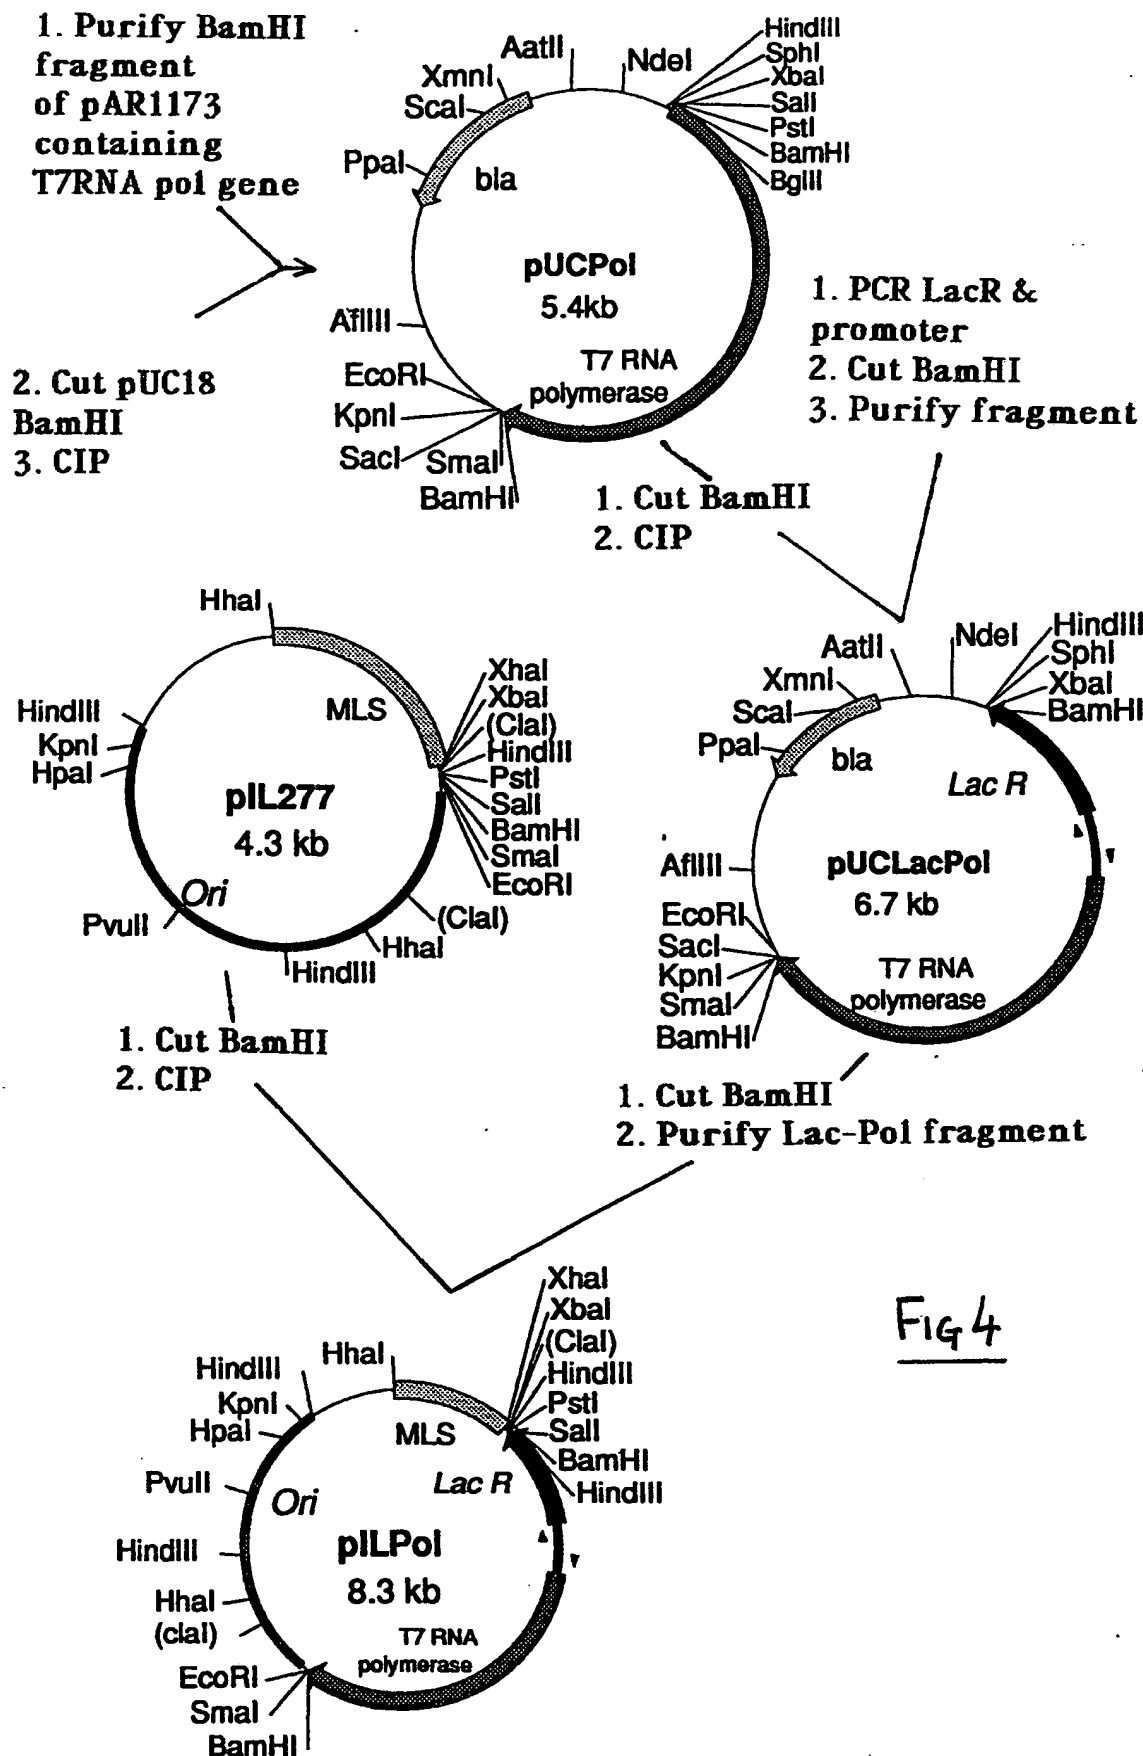 1. Purify BamHI
fragment
of pAR1173
containing
T7RNA pol gene
2. Cut pUC18
BamHI
3. CIP
AatII
NdeI
XmnI
ScaI
PpaI
bla
HindIII
SphI
XbaI
SalI
PstI
BamHI
BglII
pUCPol
5.4kb
AflIII
EcoRI
KpnI
SacI
SmaI
BamHI
T7 RNA
polymerase
1. PCR LacR &
promoter
2. Cut BamHI
3. Purify fragment
1. Cut BamHI
2. CIP
HhaI
MLS
XhaI
XbaI
(ClaI)
HindIII
PstI
SalI
BamHI
SmaI
EcoRI
(ClaI)
HhaI
HindIII
HindIII
KpnI
HpaI
pIL277
4.3 kb
Ori
PvuII
1. Cut BamHI
2. CIP
AatII
NdeI
XmnI
ScaI
PpaI
bla
HindIII
SphI
XbaI
BamHI
Lac R
pUCLacPol
6.7 kb
AflIII
EcoRI
SacI
KpnI
SmaI
BamHI
T7 RNA
polymerase
1. Cut BamHI
2. Purify Lac-Pol fragment
HhaI
XhaI
XbaI
(ClaI)
HindIII
PstI
SalI
BamHI
HindIII
HindIII
KpnI
HpaI
MLS
Lac R
PvuII
Ori
HindIII
pILPol
8.3 kb
HhaI
(claI)
T7 RNA
polymerase
EcoRI
SmaI
BamHI
FIG 4